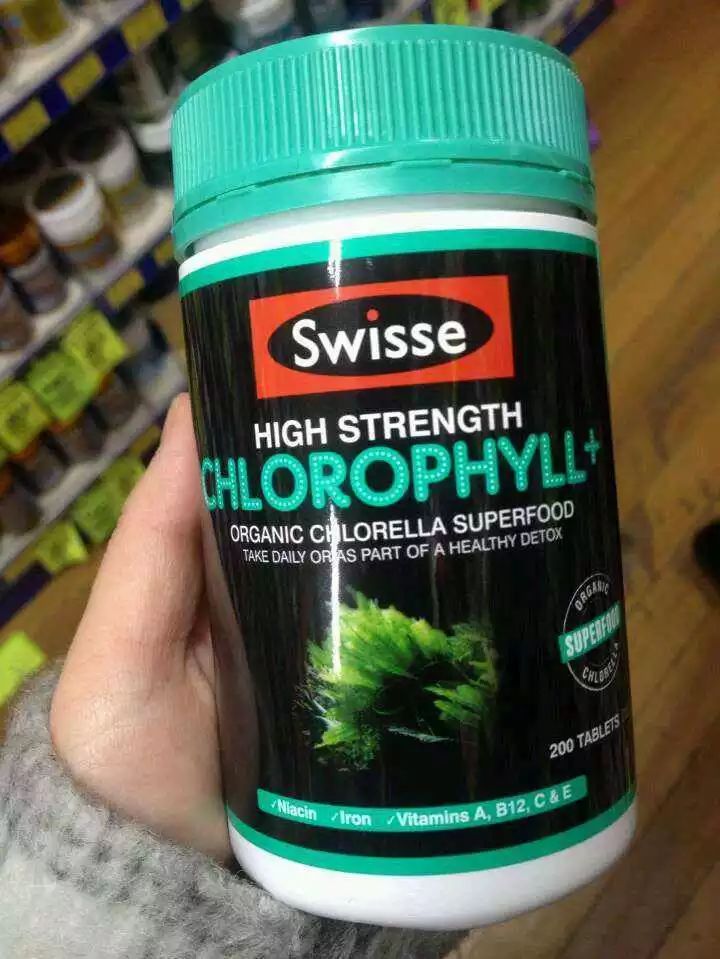 Swisse
HIGH STRENGTH
CHLOROPHYLL+
ORGANIC CHLORELLA SUPERFOOD
TAKE DAILY OR AS PART OF A HEALTHY DETOX
ORGANIC
SUPERFOOD
CHLORELLA
200 TABLETS
✓Niacin ✓Iron ✓Vitamins A, B12, C & E